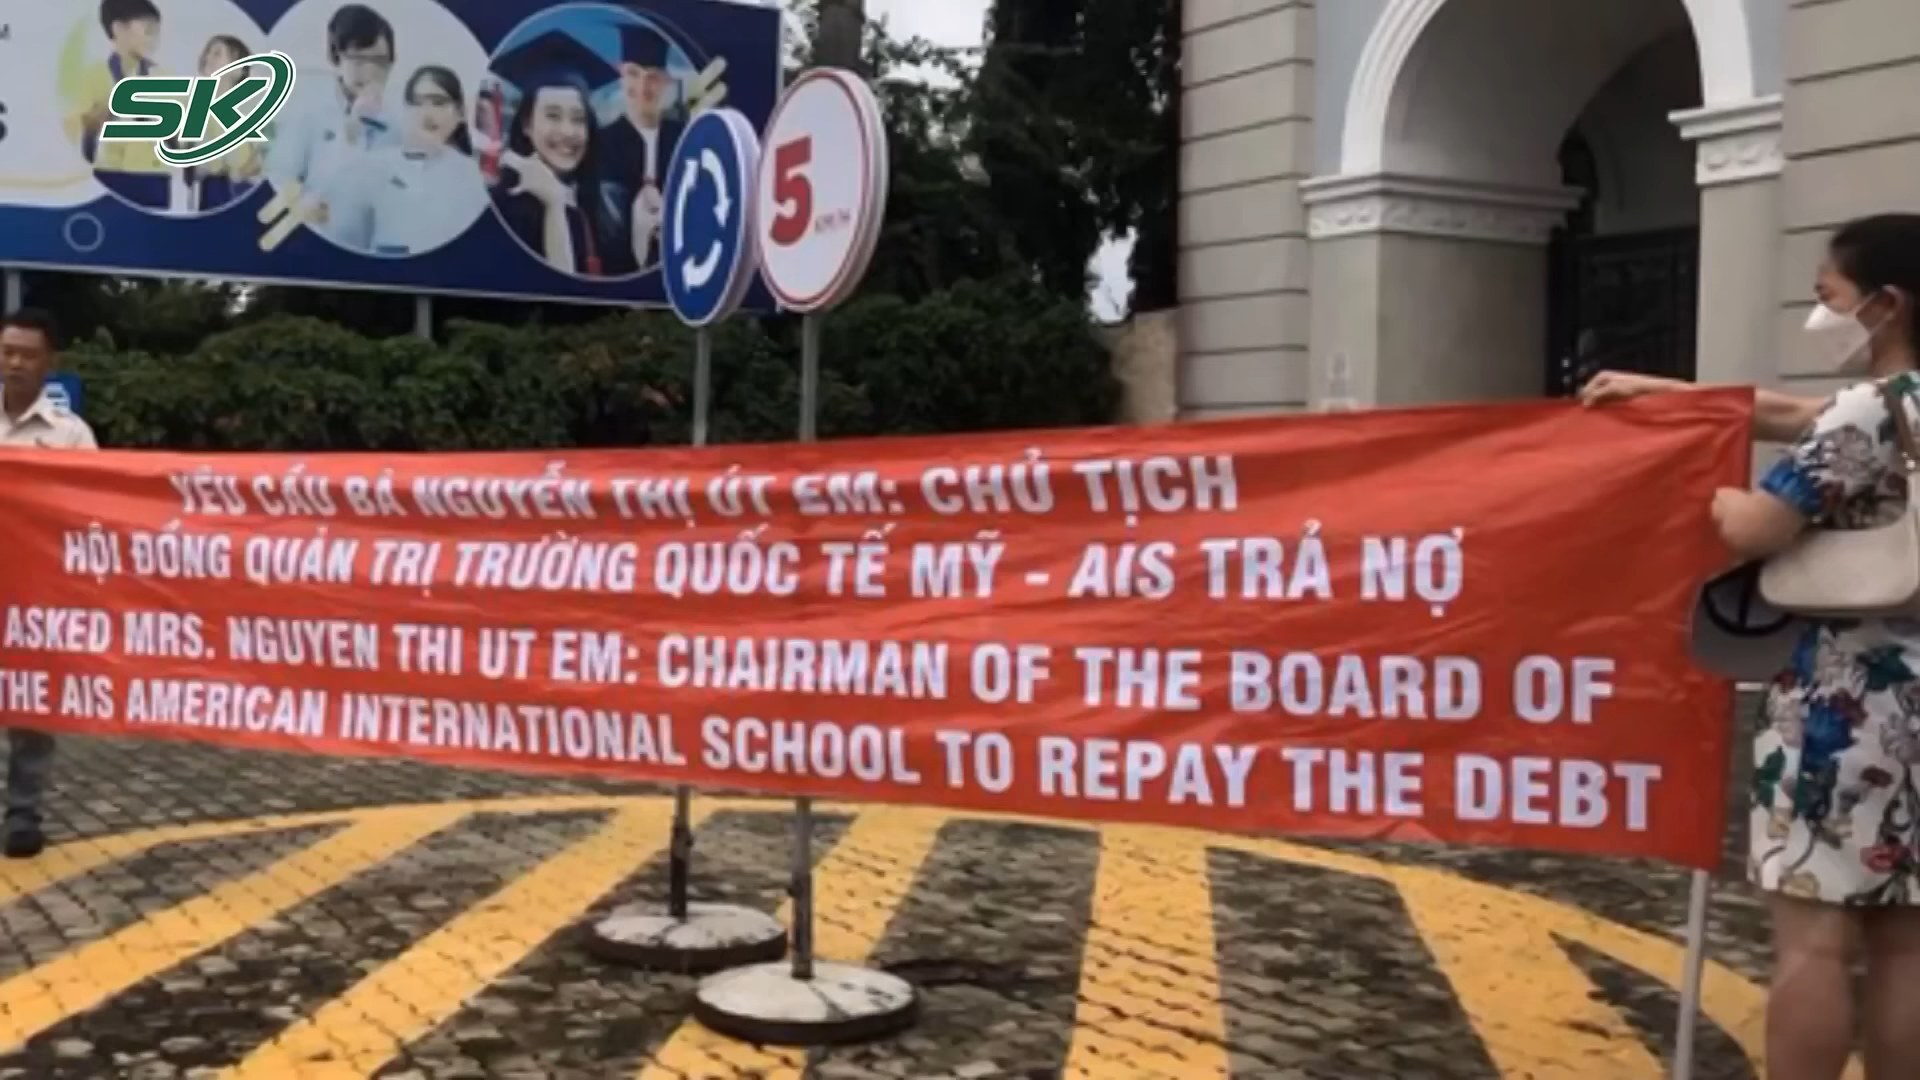 SK
5
KM/H
YÊU CẦU BÀ NGUYỄN THỊ ÚT EM: CHỦ TỊCH
HỘI ĐỒNG QUẢN TRỊ TRƯỜNG QUỐC TẾ MỸ - AIS TRẢ NỢ
ASKED MRS. NGUYEN THI UT EM: CHAIRMAN OF THE BOARD OF
THE AIS AMERICAN INTERNATIONAL SCHOOL TO REPAY THE DEBT